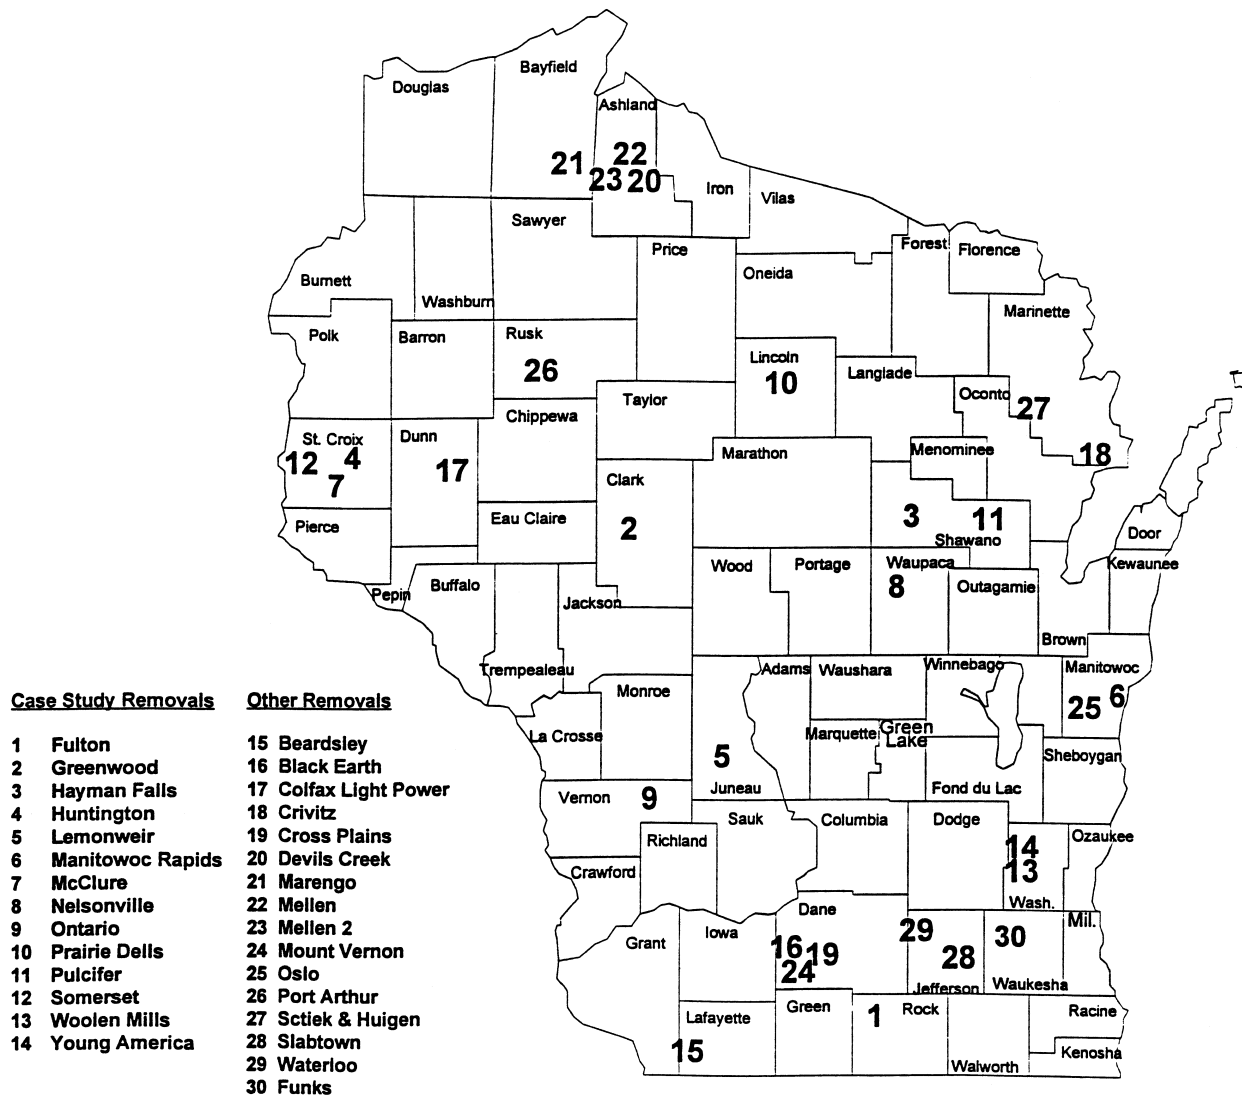 Bayfield
Douglas
Ashland
22
21
23 20
Iron
Vilas
Sawyer
Price
Forest
Florence
Oneida
Burnett
Washburn
Marinette
Polk
Barron
Rusk
Lincoln
26
10
Langlade
Oconto
Taylor
27
Chippewa
St. Croix
Dunn
Marathon
Menominee
12 4
17
18
7
Clark
3
11
Eau Claire
Pierce
2
Shawano
Door
Wood
Portage
Waupaca
Kewaunee
8
Outagamie
Pepin
Buffalo
Jackson
Brown
Trempealeau
Adams
Waushara
Winnebago
Manitowoc
Monroe
25 6
La Crosse
Marquette
Green
Lake
5
Sheboygan
Juneau
Fond du Lac
Vernon
9
Sauk
Columbia
Dodge
Richland
14
Ozaukee
13
Crawford
Wash.
Dane
Mil.
Grant
Iowa
29
30
16 19
28
24
Jefferson
Waukesha
Lafayette
Green
1
Rock
Racine
15
Walworth
Kenosha
Case Study Removals
1 Fulton
2 Greenwood
3 Hayman Falls
4 Huntington
5 Lemonweir
6 Manitowoc Rapids
7 McClure
8 Nelsonville
9 Ontario
10 Prairie Dells
11 Pulcifer
12 Somerset
13 Woolen Mills
14 Young America
Other Removals
15 Beardsley
16 Black Earth
17 Colfax Light Power
18 Crivitz
19 Cross Plains
20 Devils Creek
21 Marengo
22 Mellen
23 Mellen 2
24 Mount Vernon
25 Oslo
26 Port Arthur
27 Sctiek & Huigen
28 Slabtown
29 Waterloo
30 Funks